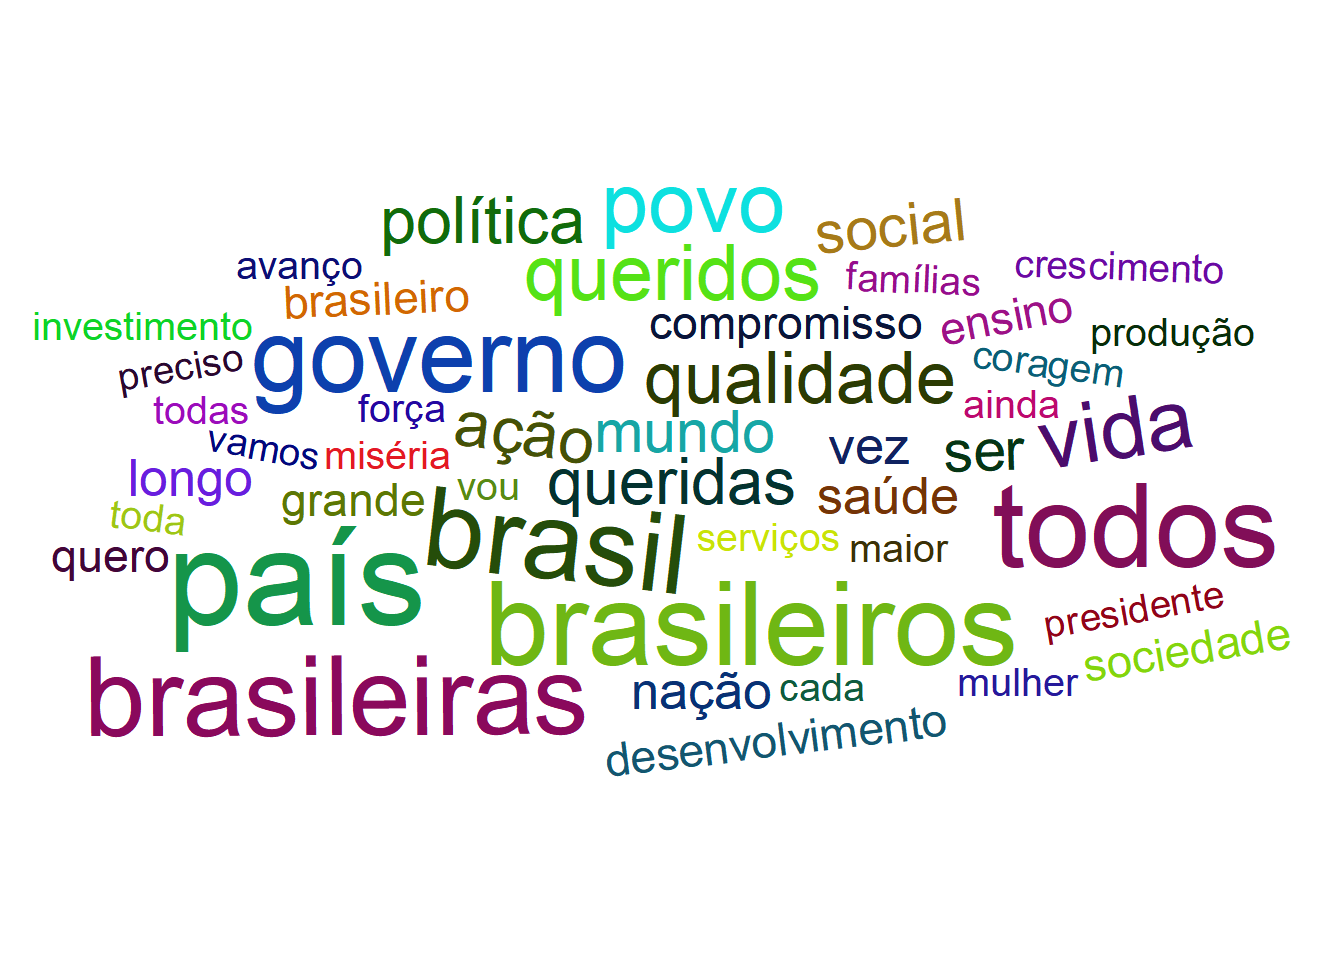 política
povo
social
avanço
queridos
famílias
crescimento
brasileiro
investimento
compromisso
ensino
produção
preciso
governo
qualidade
coragem
todas
força
ação
mundo
ainda
vida
vamos
miséria
vez
ser
longo
grande
vou
queridas
saúde
toda
brasil
todos
quero
país
serviços
maior
brasileiros
presidente
sociedade
brasileiras
nação
cada
mulher
desenvolvimento